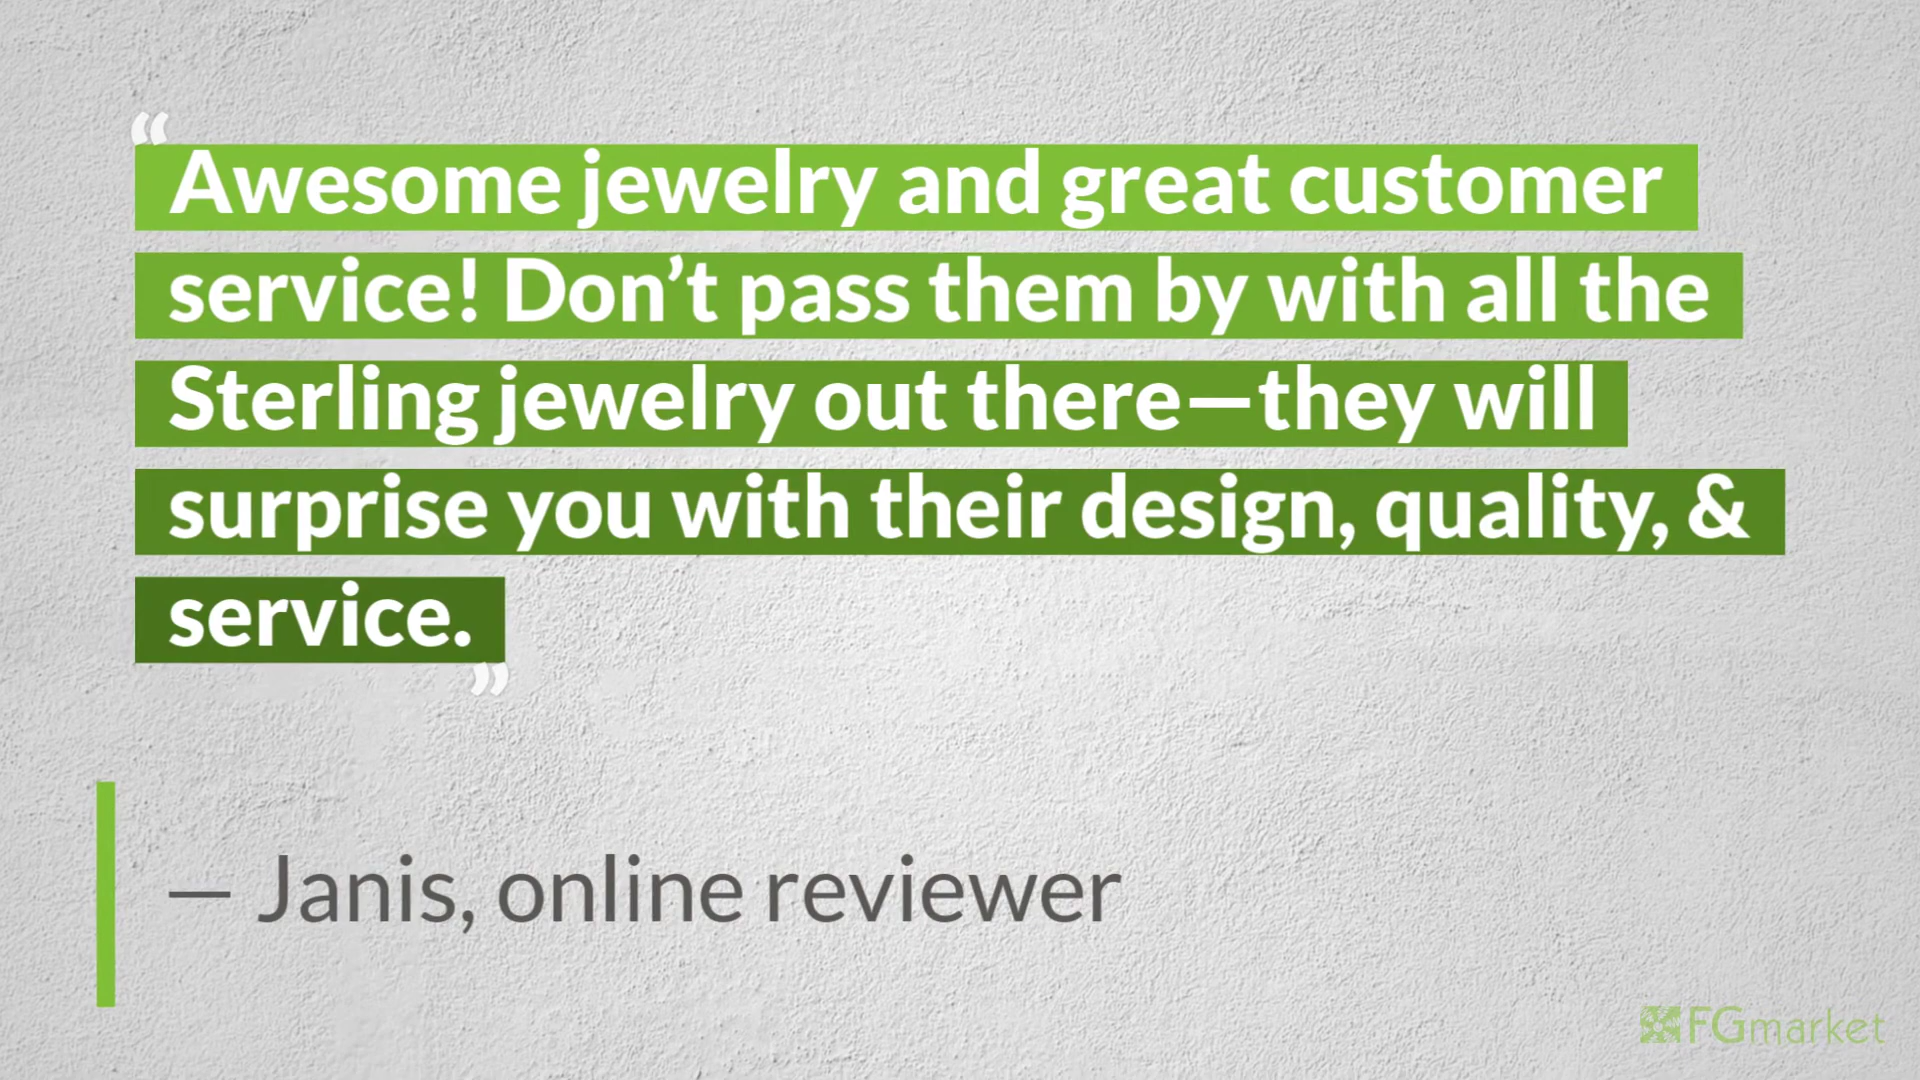 “Awesome jewelry and great customer
service! Don’t pass them by with all the
Sterling jewelry out there—they will
surprise you with their design, quality, &
service.”
— Janis, online reviewer
FGmarket